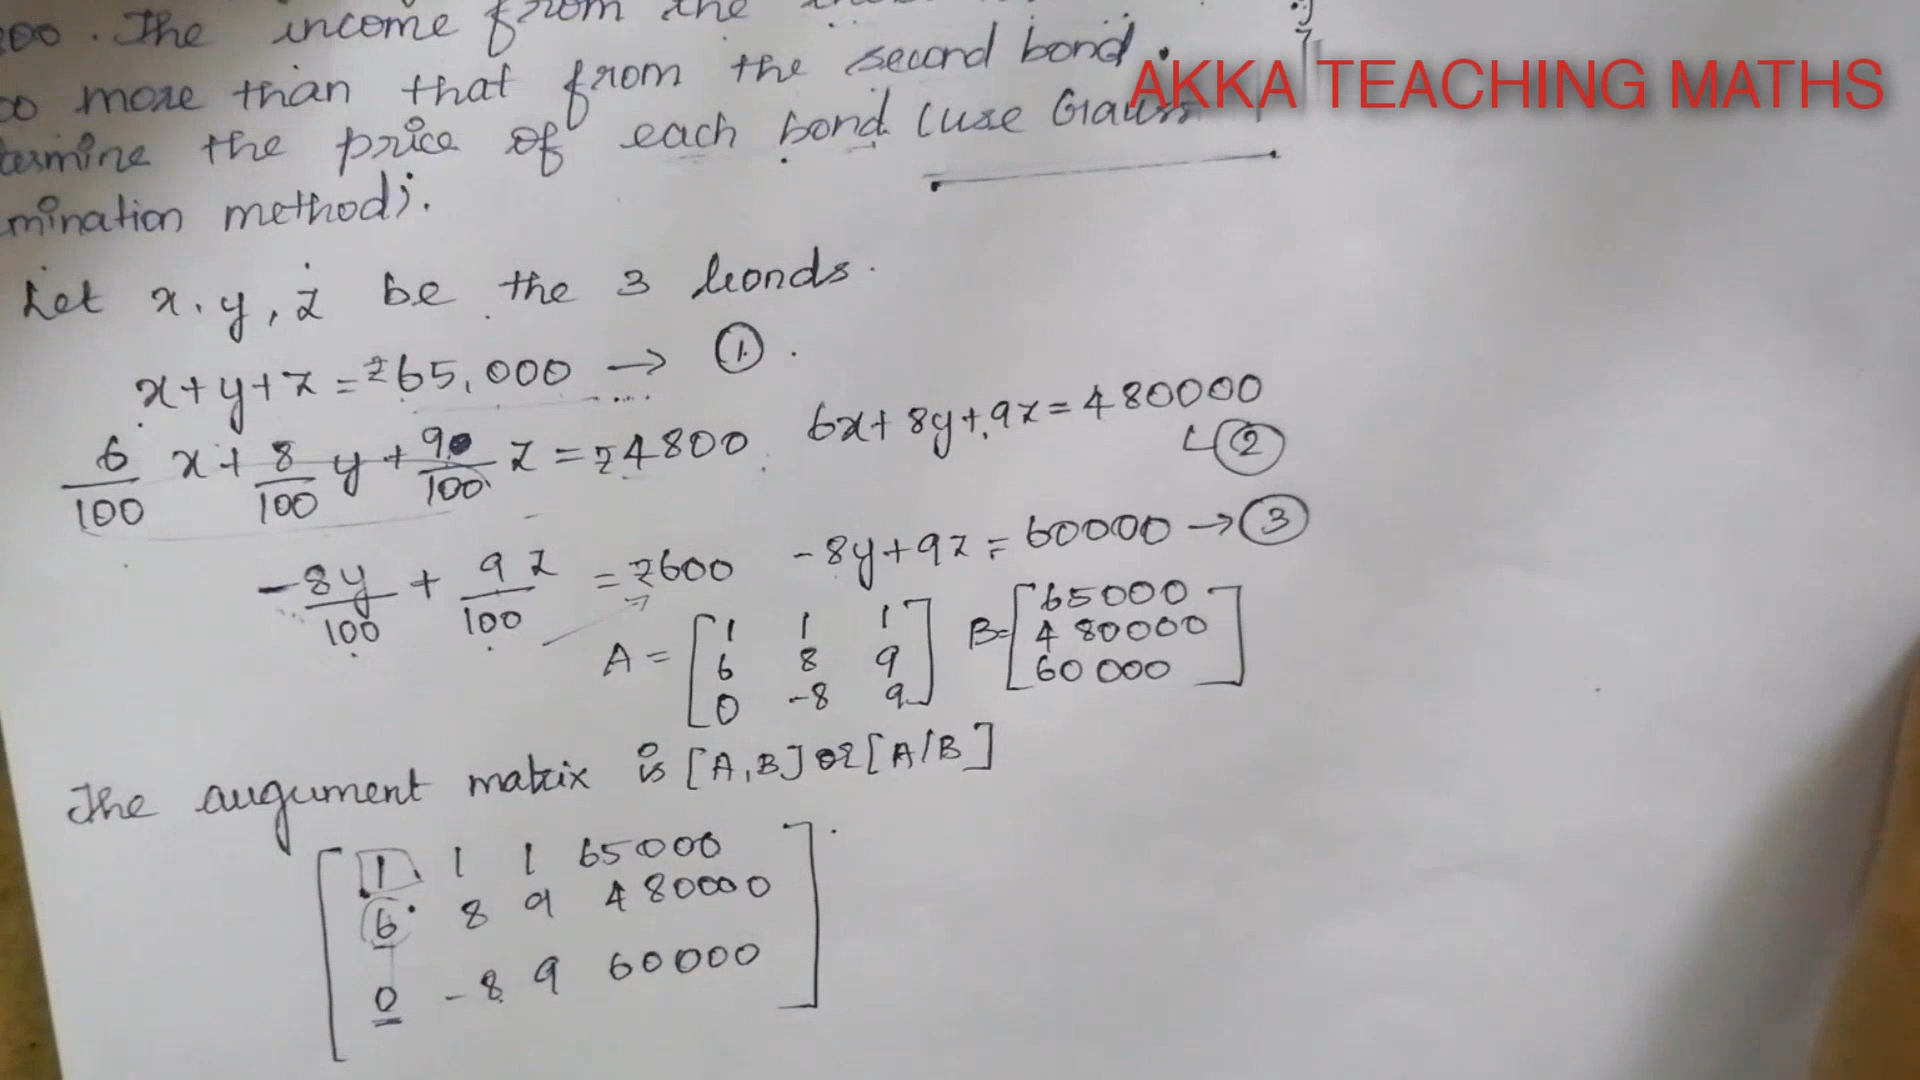 00. The income from the
00 more than that from the second bond.
AKKA TEACHING MATHS
ermine the price of each bond (use Gauss
mination method).
Let x, y, z be the 3 bonds.
x+y+z = ₹65,000 → ①.
6/100 x + 8/100 y + 9/100 z = ₹4800. 6x+8y+9z = 480000
↳②
-8y/100 + 9z/100 = ₹600 -8y+9z = 60000 → ③
A = [1 1 1 B = [65000
6 8 9 480000
0 -8 9] 60000]
The augument matrix is [A,B] or [A/B]
[1 1 1 65000
6 8 9 480000
0 -8 9 60000]